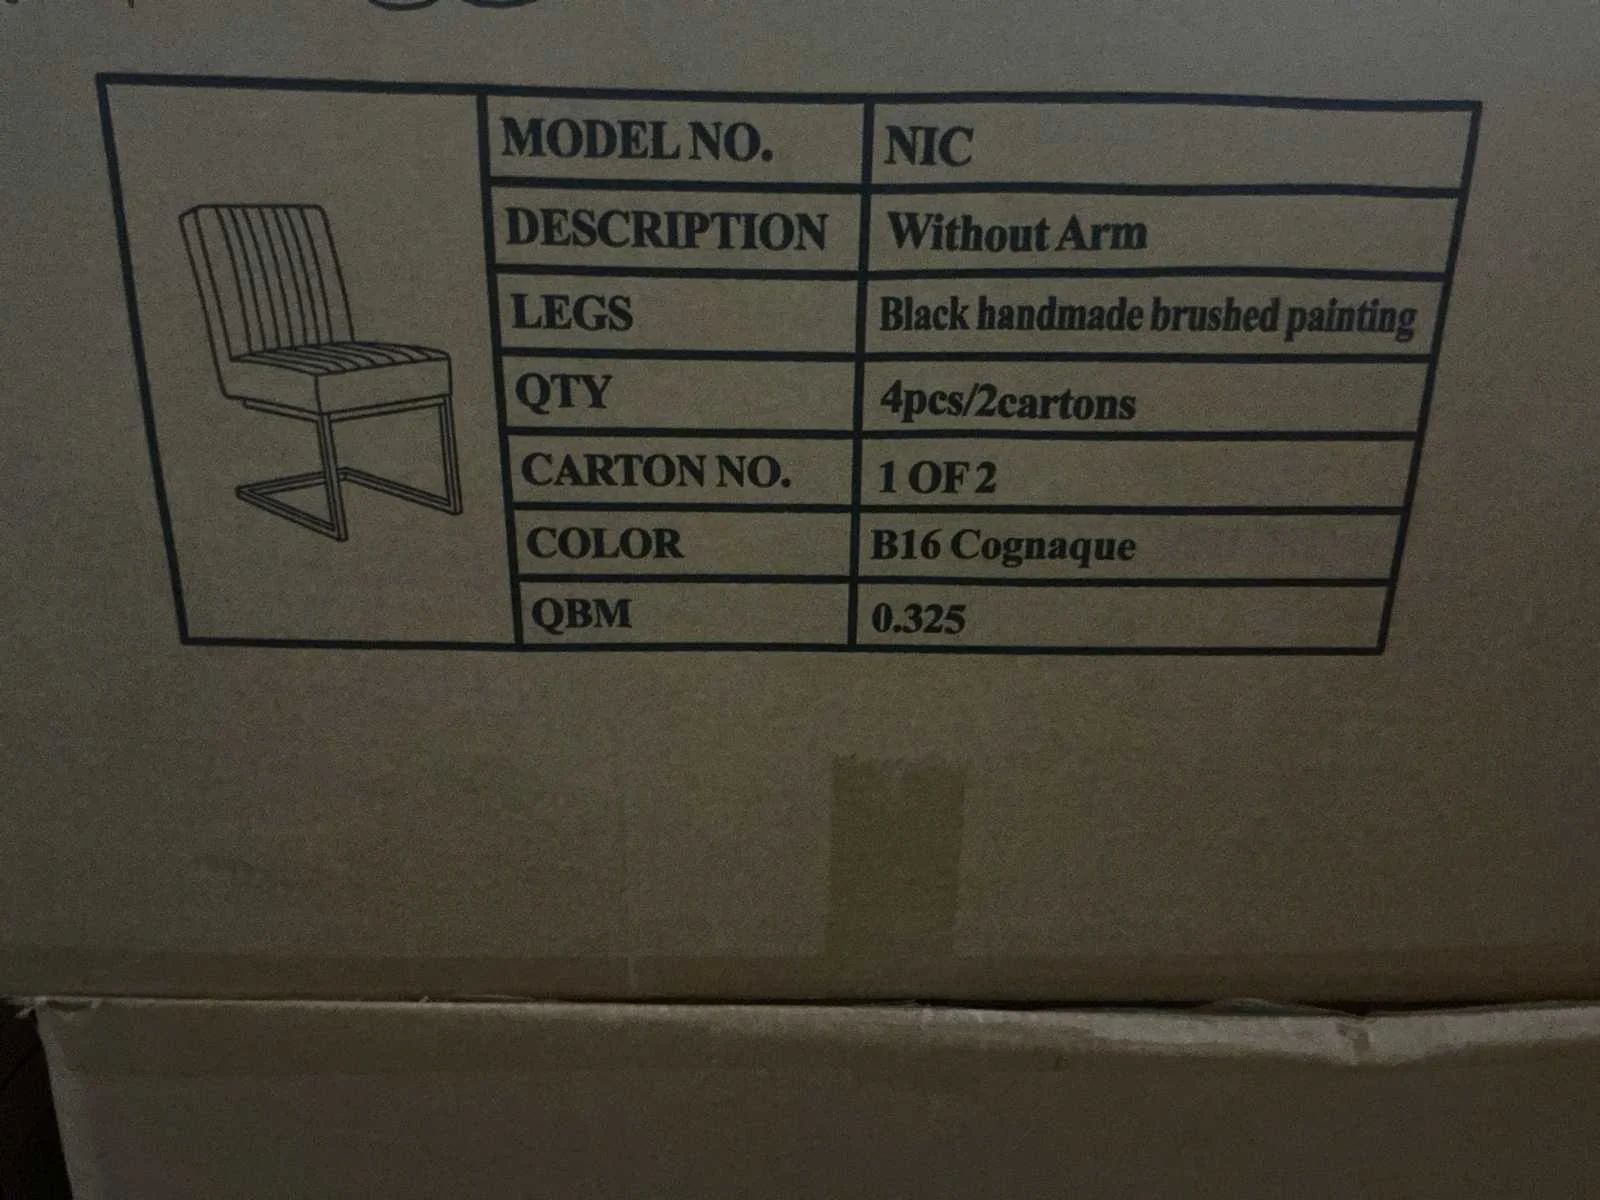 MODEL NO. NIC
DESCRIPTION Without Arm
LEGS Black handmade brushed painting
QTY 4pcs/2cartons
CARTON NO. 1 OF 2
COLOR B16 Cognaque
QBM 0.325